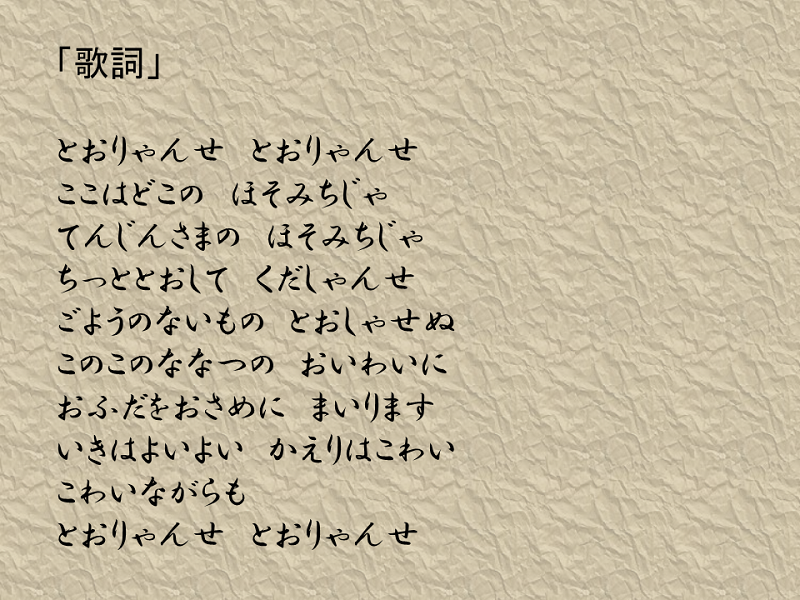 「歌詞」
とおりゃんせ　とおりゃんせ
ここはどこの　ほそみちじゃ
てんじんさまの　ほそみちじゃ
ちっととおして　くだしゃんせ
ごようのないもの　とおしゃせぬ
このこのななつの　おいわいに
おふだをおさめに　まいります
いきはよいよい　かえりはこわい
こわいながらも
とおりゃんせ　とおりゃんせ